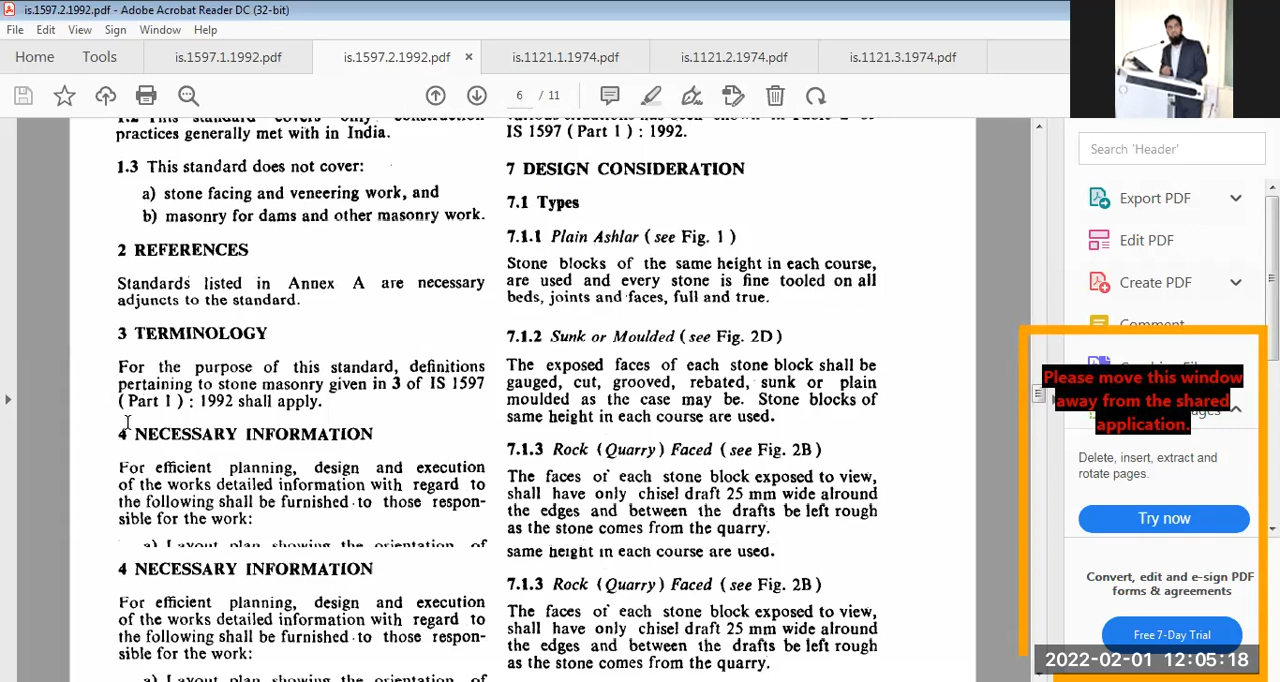 is.1597.2.1992.pdf - Adobe Acrobat Reader DC (32-bit)
File Edit View Sign Window Help
Home Tools is.1597.1.1992.pdf is.1597.2.1992.pdf × is.1121.1.1974.pdf is.1121.2.1974.pdf is.1121.3.1974.pdf
6 / 11
1.2 This standard covers only construction
practices generally met with in India.
1.3 This standard does not cover:
a) stone facing and veneering work, and
b) masonry for dams and other masonry work.
2 REFERENCES
Standards listed in Annex A are necessary
adjuncts to the standard.
3 TERMINOLOGY
For the purpose of this standard, definitions
pertaining to stone masonry given in 3 of IS 1597
( Part 1 ) : 1992 shall apply.
4 NECESSARY INFORMATION
For efficient planning, design and execution
of the works detailed information with regard to
the following shall be furnished to those respon-
sible for the work:
a) Layout plan showing the orientation of
4 NECESSARY INFORMATION
For efficient planning, design and execution
of the works detailed information with regard to
the following shall be furnished to those respon-
sible for the work:
IS 1597 ( Part 1 ) : 1992.
7 DESIGN CONSIDERATION
7.1 Types
7.1.1 Plain Ashlar ( see Fig. 1 )
Stone blocks of the same height in each course,
are used and every stone is fine tooled on all
beds, joints and faces, full and true.
7.1.2 Sunk or Moulded ( see Fig. 2D )
The exposed faces of each stone block shall be
gauged, cut, grooved, rebated, sunk or plain
moulded as the case may be. Stone blocks of
same height in each course are used.
7.1.3 Rock ( Quarry ) Faced ( see Fig. 2B )
The faces of each stone block exposed to view,
shall have only chisel draft 25 mm wide alround
the edges and between the drafts be left rough
as the stone comes from the quarry.
same height in each course are used.
7.1.3 Rock ( Quarry ) Faced ( see Fig. 2B )
The faces of each stone block exposed to view,
shall have only chisel draft 25 mm wide alround
the edges and between the drafts be left rough
as the stone comes from the quarry.
Search 'Header'
Export PDF
Edit PDF
Create PDF
Comment
Please move this window
away from the shared
application.
Delete, insert, extract and
rotate pages.
Try now
Convert, edit and e-sign PDF
forms & agreements
Free 7-Day Trial
2022-02-01 12:05:18